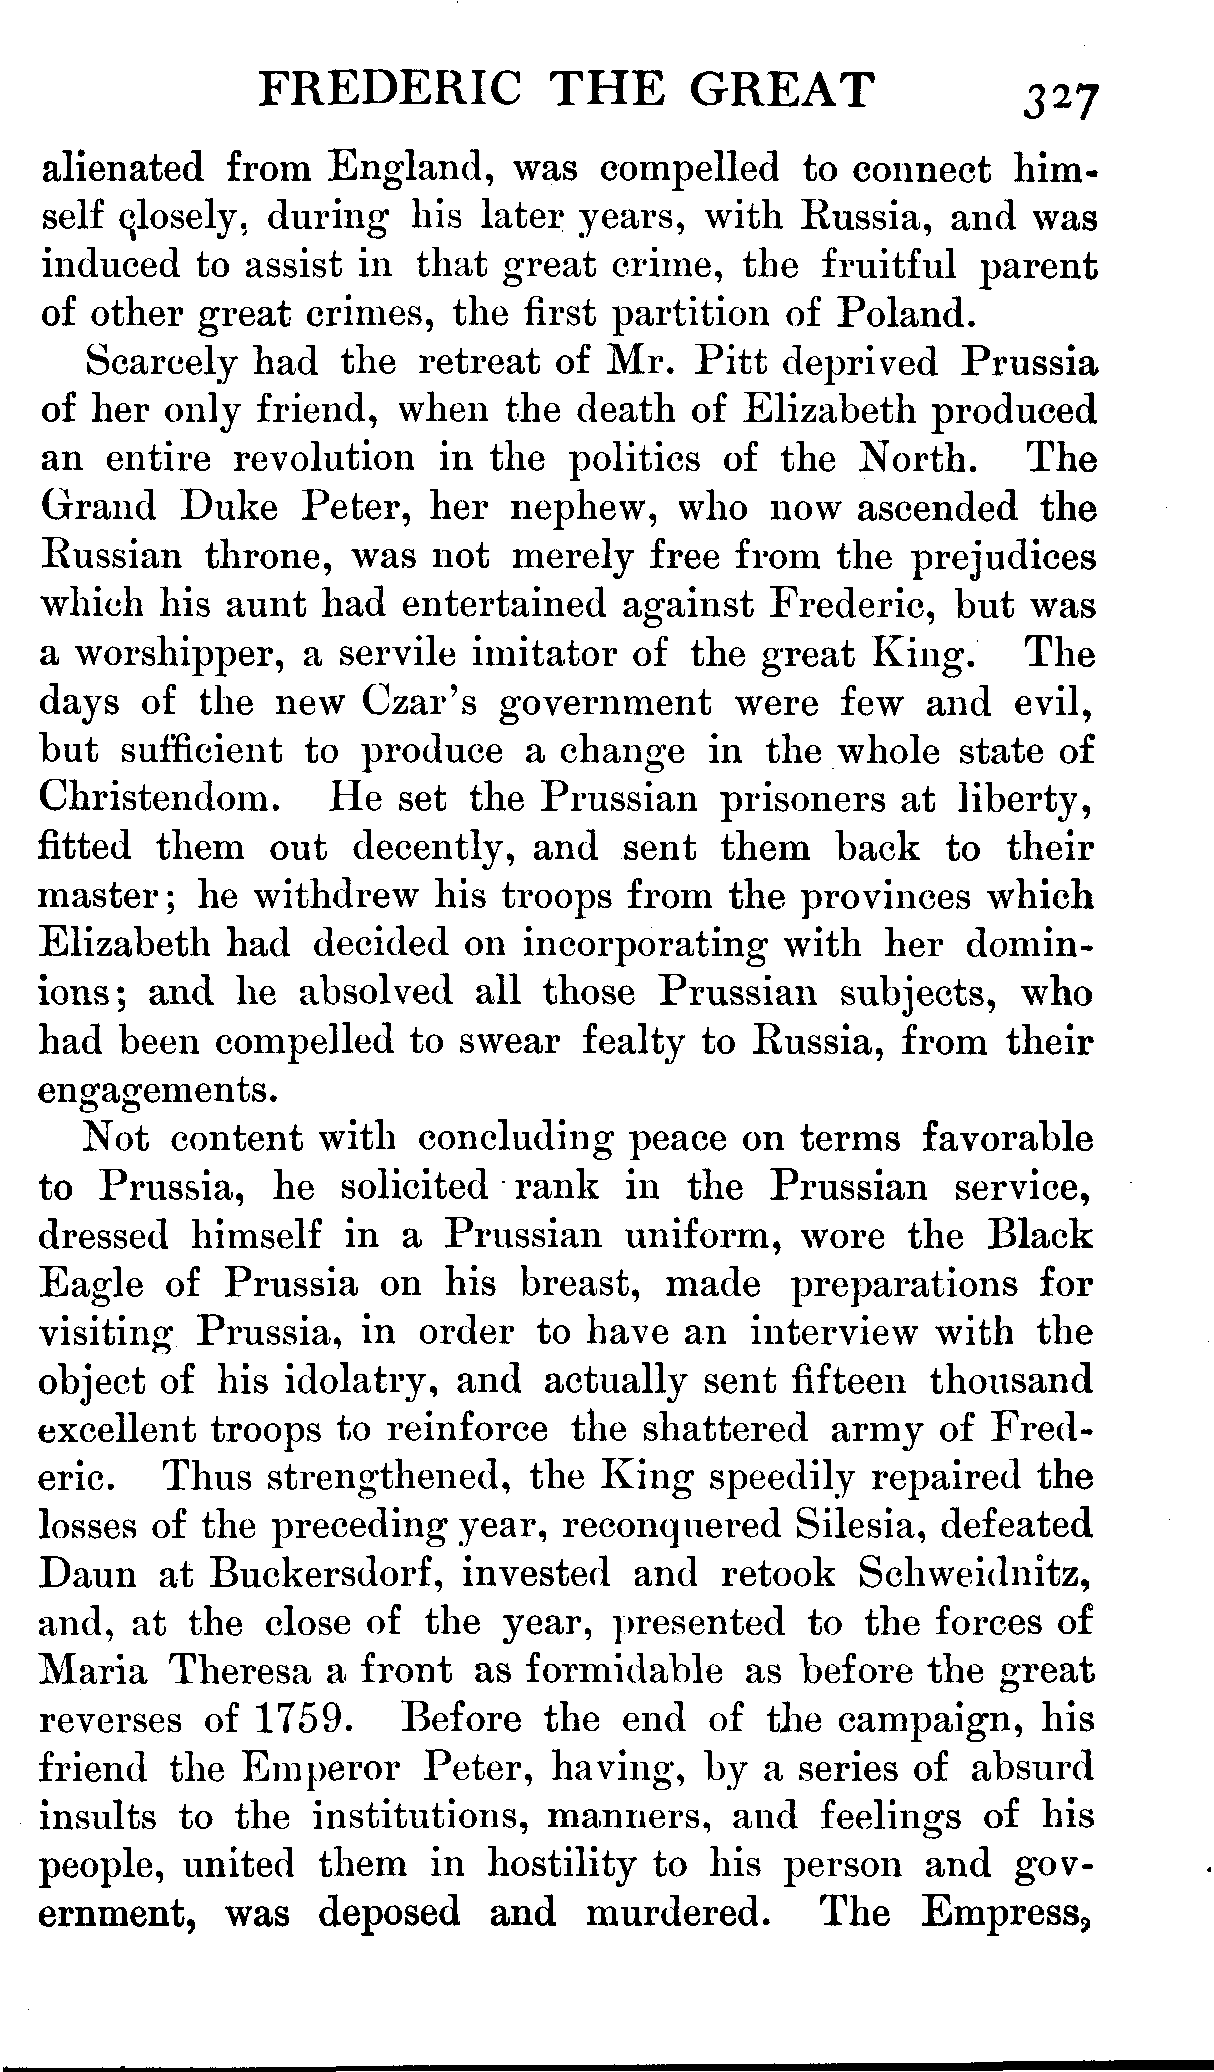 FREDERIC THE GREAT 327
alienated from England, was compelled to connect him-
self closely, during his later years, with Russia, and was
induced to assist in that great crime, the fruitful parent
of other great crimes, the first partition of Poland.
Scarcely had the retreat of Mr. Pitt deprived Prussia
of her only friend, when the death of Elizabeth produced
an entire revolution in the politics of the North. The
Grand Duke Peter, her nephew, who now ascended the
Russian throne, was not merely free from the prejudices
which his aunt had entertained against Frederic, but was
a worshipper, a servile imitator of the great King. The
days of the new Czar's government were few and evil,
but sufficient to produce a change in the whole state of
Christendom. He set the Prussian prisoners at liberty,
fitted them out decently, and sent them back to their
master; he withdrew his troops from the provinces which
Elizabeth had decided on incorporating with her domin-
ions; and he absolved all those Prussian subjects, who
had been compelled to swear fealty to Russia, from their
engagements.
Not content with concluding peace on terms favorable
to Prussia, he solicited rank in the Prussian service,
dressed himself in a Prussian uniform, wore the Black
Eagle of Prussia on his breast, made preparations for
visiting Prussia, in order to have an interview with the
object of his idolatry, and actually sent fifteen thousand
excellent troops to reinforce the shattered army of Fred-
eric. Thus strengthened, the King speedily repaired the
losses of the preceding year, reconquered Silesia, defeated
Daun at Buckersdorf, invested and retook Schweidnitz,
and, at the close of the year, presented to the forces of
Maria Theresa a front as formidable as before the great
reverses of 1759. Before the end of the campaign, his
friend the Emperor Peter, having, by a series of absurd
insults to the institutions, manners, and feelings of his
people, united them in hostility to his person and gov-
ernment, was deposed and murdered. The Empress,